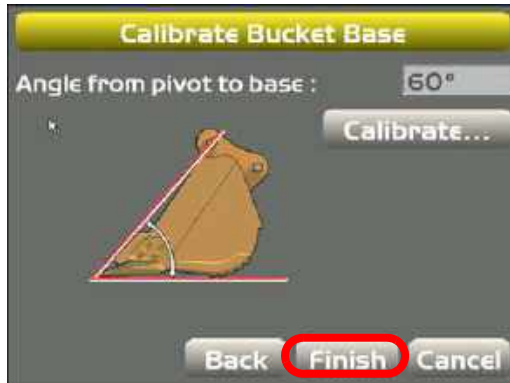 Calibrate Bucket Base
Angle from pivot to base : 60°
Calibrate...
Back Finish Cancel